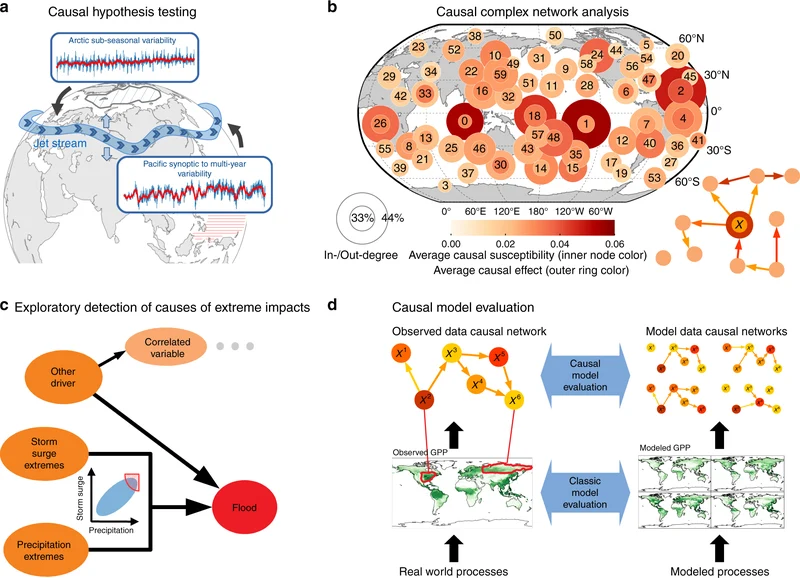 a
Causal hypothesis testing
Arctic sub-seasonal variability
Jet stream
Pacific synoptic to multi-year
variability
b
Causal complex network analysis
38
50
60°N
23
52
10
31
24
44
5
54
20
29
34
22
59
49
9
58
56
47
45
30°N
42
33
16
32
51
11
28
6
2
26
0
18
1
7
4
0°
55
8
13
25
46
57
48
43
35
12
40
36
41
30°S
39
21
37
30
14
15
17
19
27
53
3
60°S
X
33%
44%
In-/Out-degree
0°
60°E
120°E
180°
120°W
60°W
0.00
0.02
0.04
0.06
Average causal susceptibility (inner node color)
Average causal effect (outer ring color)
c
Exploratory detection of causes of extreme impacts
Correlated
variable
Other
driver
Storm
surge
extremes
Storm surge
Precipitation
Flood
Precipitation
extremes
d
Causal model evaluation
Observed data causal network
Model data causal networks
X1
X3
X5
X4
X2
X6
Causal
model
evaluation
Observed GPP
Modeled GPP
Classic
model
evaluation
Real world processes
Modeled processes